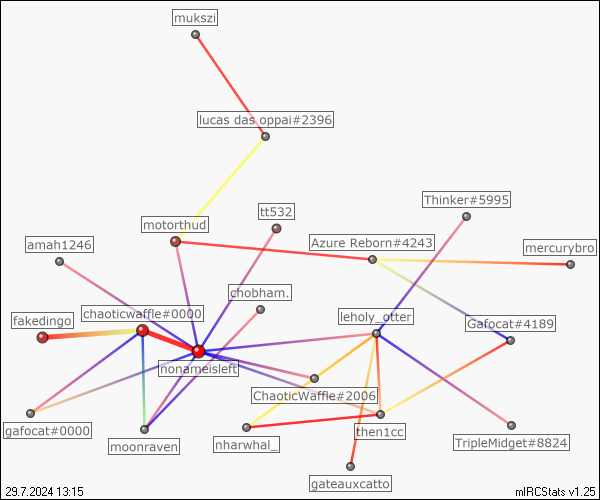 mukszi
lucas das oppai#2396
Thinker#5995
tt532
motorthud
amah1246
Azure Reborn#4243
mercurybro
chobham.
chaoticwaffle#0000
fakedingo
leholy_otter
Gafocat#4189
nonameisleft
ChaoticWaffle#2006
gafocat#0000
then1cc
moonraven
nharwhal_
TripleMidget#8824
gateauxcatto
29.7.2024 13:15
mIRCStats v1.25